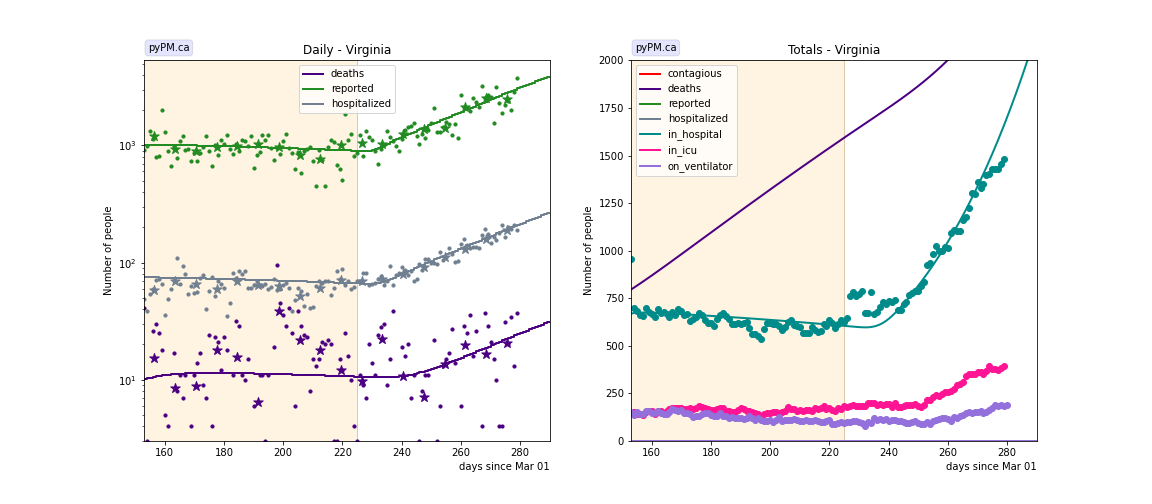 pyPM.ca
Daily - Virginia
deaths
reported
hospitalized
Number of people
10³
10²
10¹
160
180
200
220
240
260
280
days since Mar 01
pyPM.ca
Totals - Virginia
contagious
deaths
reported
hospitalized
in_hospital
in_icu
on_ventilator
Number of people
2000
1750
1500
1250
1000
750
500
250
0
160
180
200
220
240
260
280
days since Mar 01